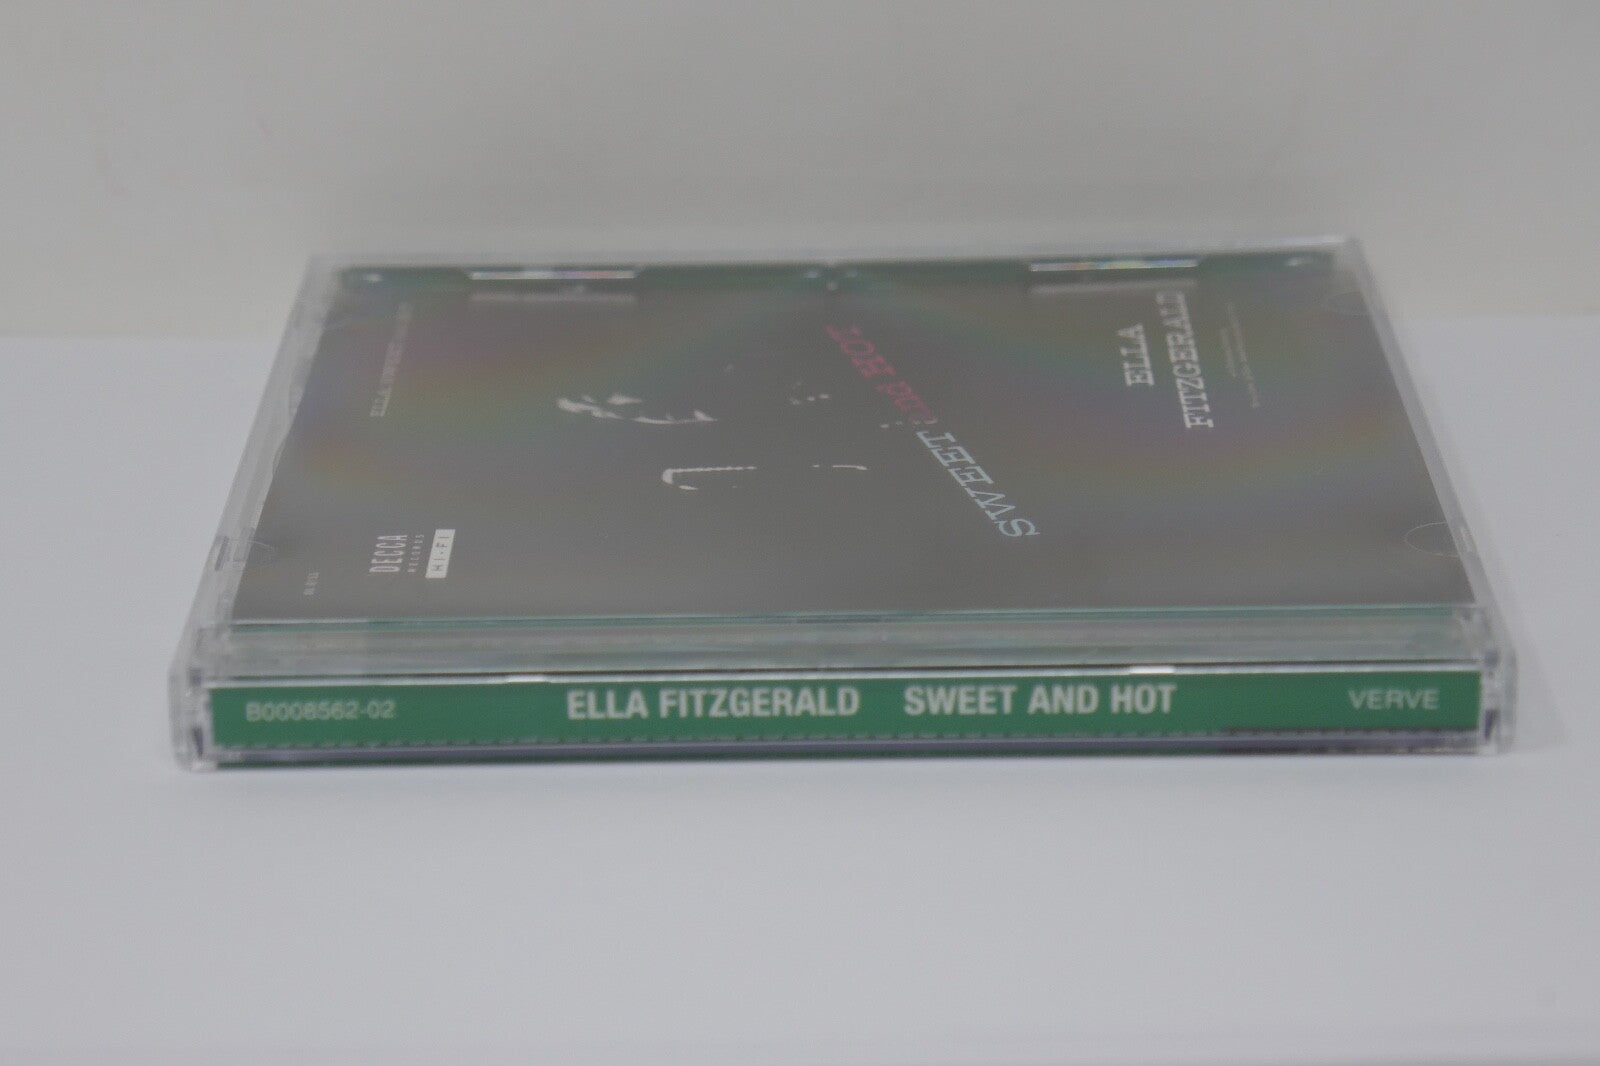 ELLA
FITZGERALD
SWEET and HOT
DECCA
RECORDS
HI-FI
B0008562-02 ELLA FITZGERALD SWEET AND HOT VERVE